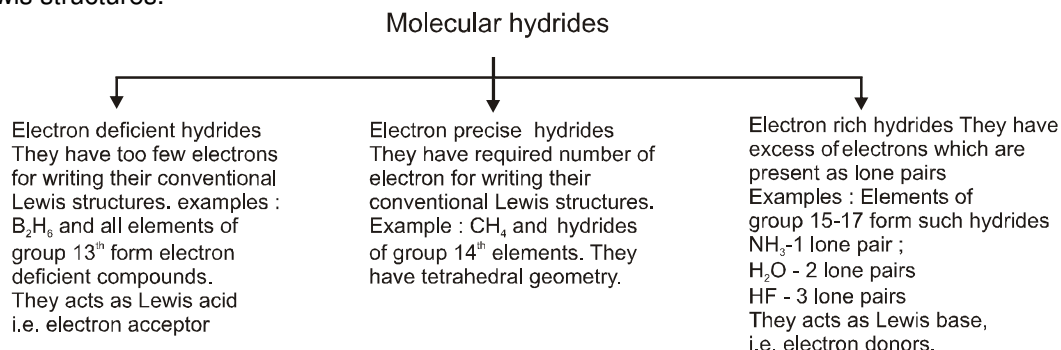 structures.
Molecular hydrides
Electron deficient hydrides
They have too few electrons
for writing their conventional
Lewis structures. examples :
B₂H₆ and all elements of
group 13ᵗʰ form electron
deficient compounds.
They acts as Lewis acid
i.e. electron acceptor
Electron precise hydrides
They have required number of
electron for writing their
conventional Lewis structures.
Example : CH₄ and hydrides
of group 14ᵗʰ elements. They
have tetrahedral geometry.
Electron rich hydrides They have
excess of electrons which are
present as lone pairs
Examples : Elements of
group 15-17 form such hydrides
NH₃-1 lone pair ;
H₂O - 2 lone pairs
HF - 3 lone pairs
They acts as Lewis base,
i.e. electron donors.